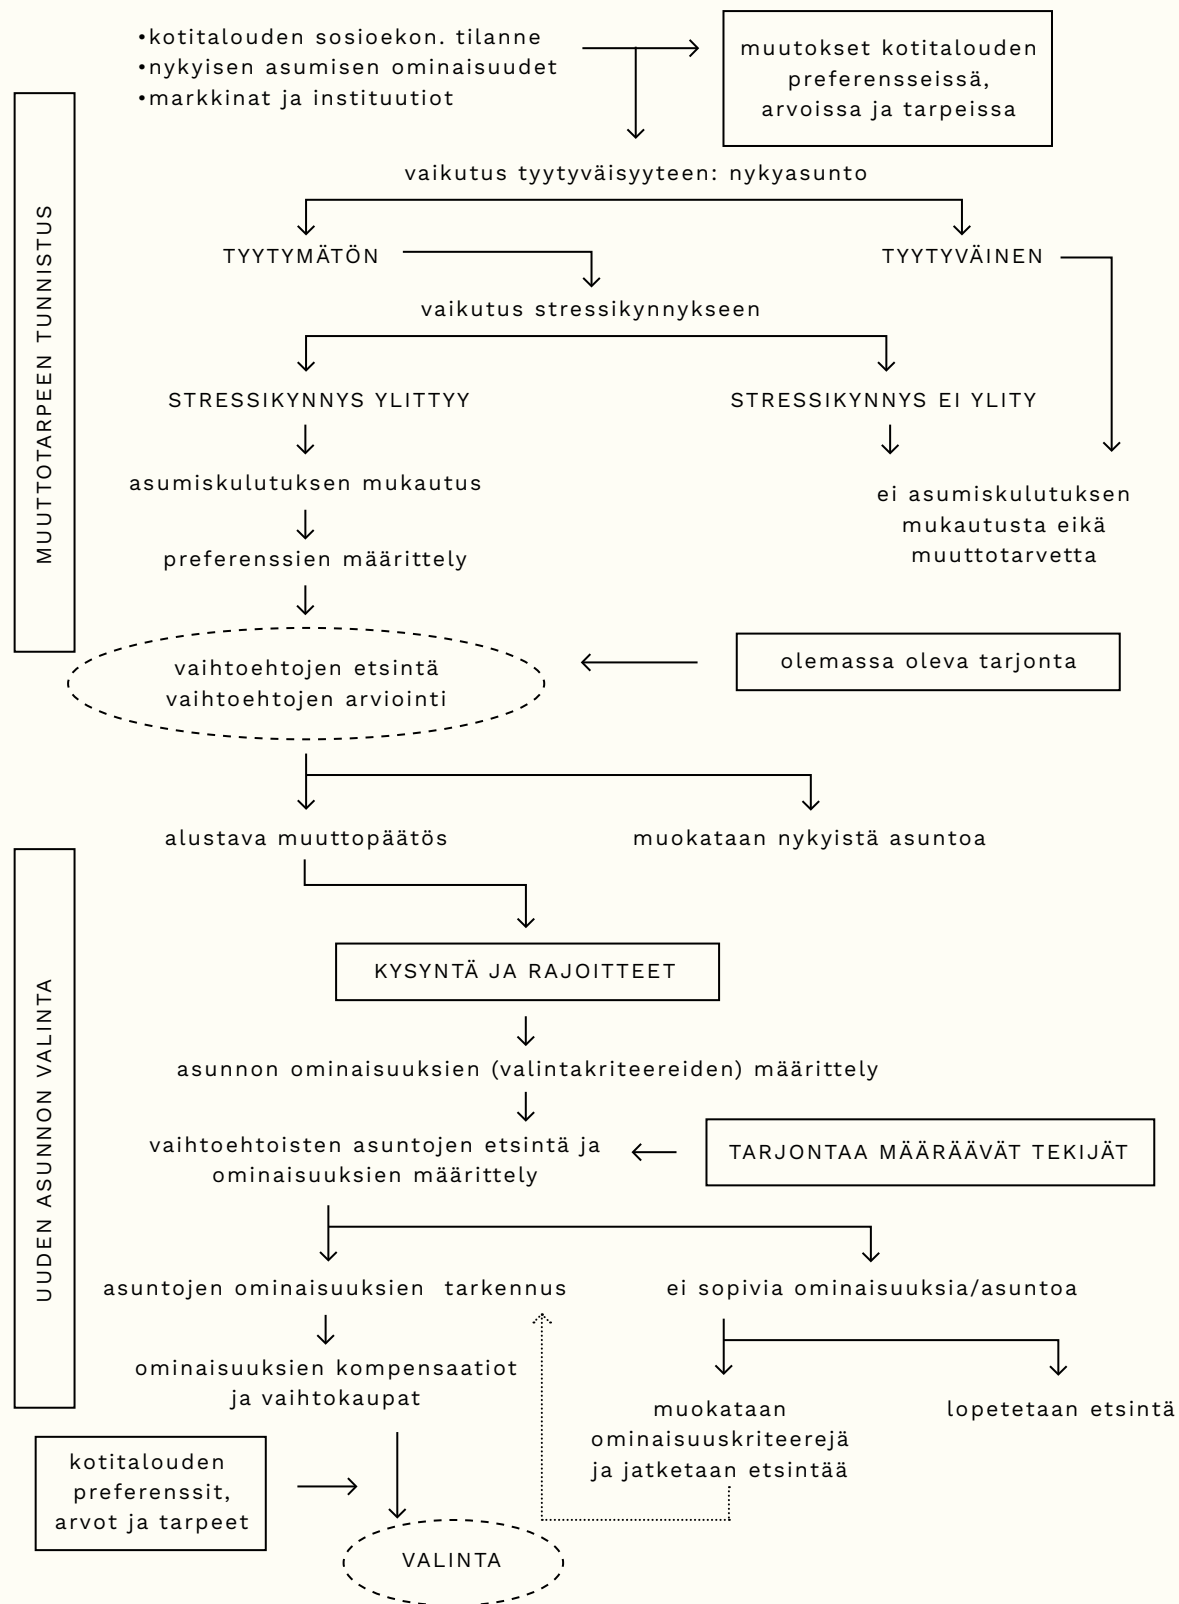 •kotitalouden sosioekon. tilanne
•nykyisen asumisen ominaisuudet
•markkinat ja instituutiot
muutokset kotitalouden
preferensseissä,
arvoissa ja tarpeissa
MUUTTOTARPEEN TUNNISTUS
vaikutus tyytyväisyyteen: nykyasunto
TYYTYMÄTÖN
TYYTYVÄINEN
vaikutus stressikynnykseen
STRESSIKYNNYS YLITTYY
STRESSIKYNNYS EI YLITY
asumiskulutuksen mukautus
ei asumiskulutuksen
mukautusta eikä
muuttotarvetta
preferenssien määrittely
vaihtoehtojen etsintä
vaihtoehtojen arviointi
olemassa oleva tarjonta
alustava muuttopäätös
muokataan nykyistä asuntoa
UUDEN ASUNNON VALINTA
KYSYNTÄ JA RAJOITTEET
asunnon ominaisuuksien (valintakriteereiden) määrittely
vaihtoehtoisten asuntojen etsintä ja
ominaisuuksien määrittely
TARJONTAA MÄÄRÄÄVÄT TEKIJÄT
asuntojen ominaisuuksien tarkennus
ei sopivia ominaisuuksia/asuntoa
ominaisuuksien kompensaatiot
ja vaihtokaupat
muokataan
ominaisuuskriteerejä
ja jatketaan etsintää
lopetetaan etsintä
kotitalouden
preferenssit,
arvot ja tarpeet
VALINTA